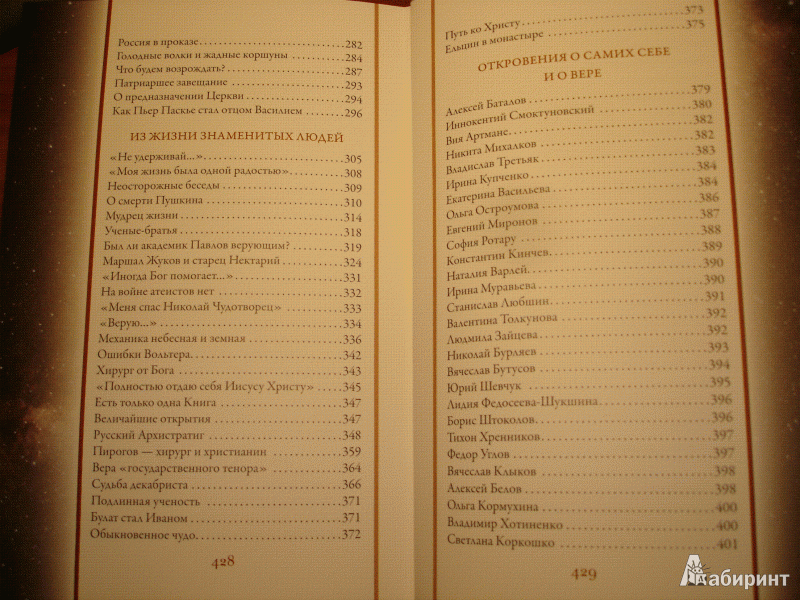 Россия в проказе.................282
Голодные волки и жадные коршуны.................284
Что будем возрождать?.................287
Патриаршее завещание.................293
О предназначении Церкви.................294
Как Пьер Паскье стал отцом Василием.................296
ИЗ ЖИЗНИ ЗНАМЕНИТЫХ ЛЮДЕЙ
«Не удерживай...».................305
«Моя жизнь была одной радостью».................308
Неосторожные беседы.................309
О смерти Пушкина.................310
Мудрец жизни.................314
Ученые-братья.................318
Был ли академик Павлов верующим?.................319
Маршал Жуков и старец Нектарий.................324
«Иногда Бог помогает...».................331
На войне атеистов нет.................332
«Меня спас Николай Чудотворец».................333
«Верую...».................334
Механика небесная и земная.................336
Ошибки Вольтера.................342
Хирург от Бога.................343
«Полностью отдаю себя Иисусу Христу».................345
Есть только одна Книга.................347
Величайшие открытия.................347
Русский Архистратиг.................348
Пирогов — хирург и христианин.................359
Вера «государственного тенора».................364
Судьба декабриста.................366
Подлинная ученость.................371
Булат стал Иваном.................371
Обыкновенное чудо.................372
428
Путь ко Христу.................373
Ельцин в монастыре.................375
ОТКРОВЕНИЯ О САМИХ СЕБЕ
И О ВЕРЕ
Алексей Баталов.................379
Иннокентий Смоктуновский.................380
Вия Артмане.................382
Никита Михалков.................382
Владислав Третьяк.................383
Ирина Купченко.................384
Екатерина Васильева.................384
Ольга Остроумова.................386
Евгений Миронов.................387
София Ротару.................388
Константин Кинчев.................389
Наталия Варлей.................390
Ирина Муравьева.................390
Станислав Любшин.................391
Валентина Толкунова.................392
Людмила Зайцева.................392
Николай Бурляев.................393
Вячеслав Бутусов.................394
Юрий Шевчук.................395
Лидия Федосеева-Шукшина.................396
Борис Штоколов.................396
Тихон Хренников.................397
Федор Углов.................397
Вячеслав Клыков.................398
Алексей Белов.................398
Ольга Кормухина.................400
Владимир Хотиненко.................400
Светлана Коркошко.................401
429
Лабиринт